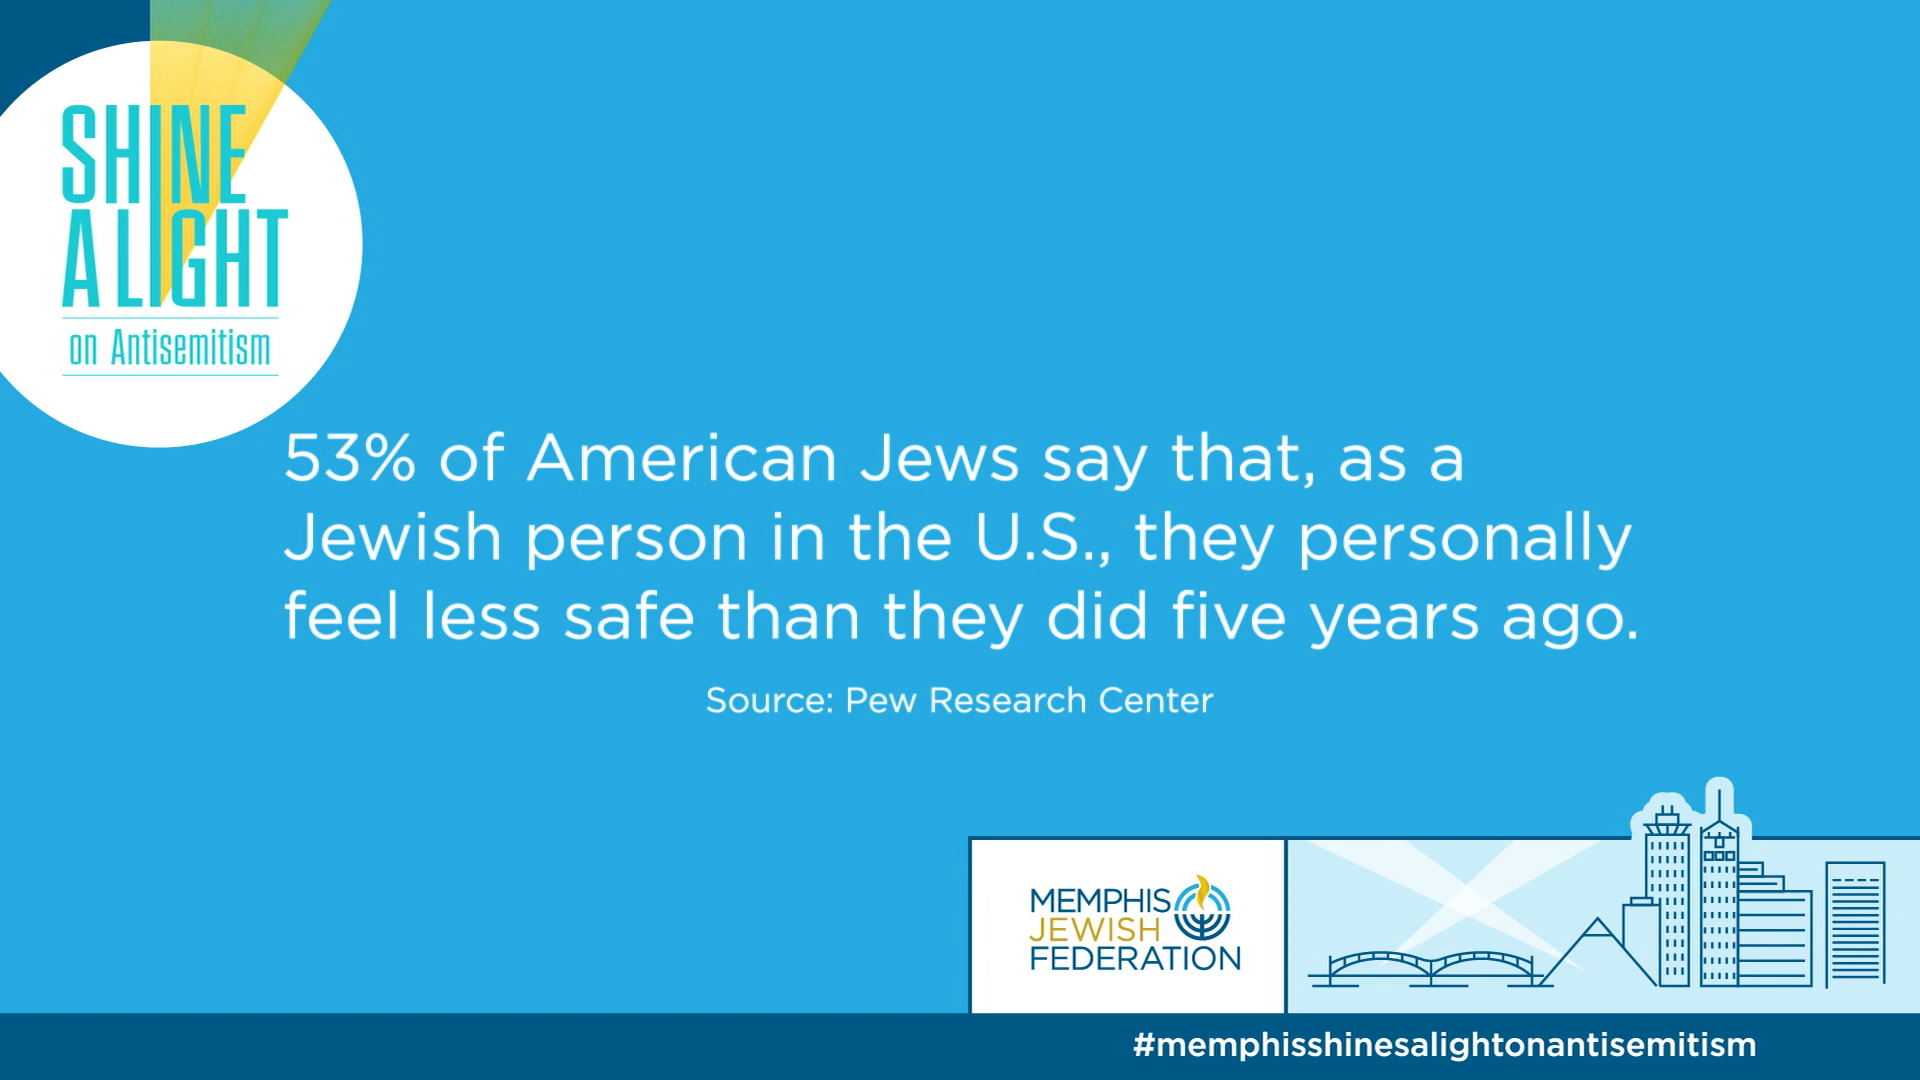 SHINE
A LIGHT
on Antisemitism
53% of American Jews say that, as a
Jewish person in the U.S., they personally
feel less safe than they did five years ago.
Source: Pew Research Center
MEMPHIS
JEWISH
FEDERATION
#memphisshinesalightonantisemitism